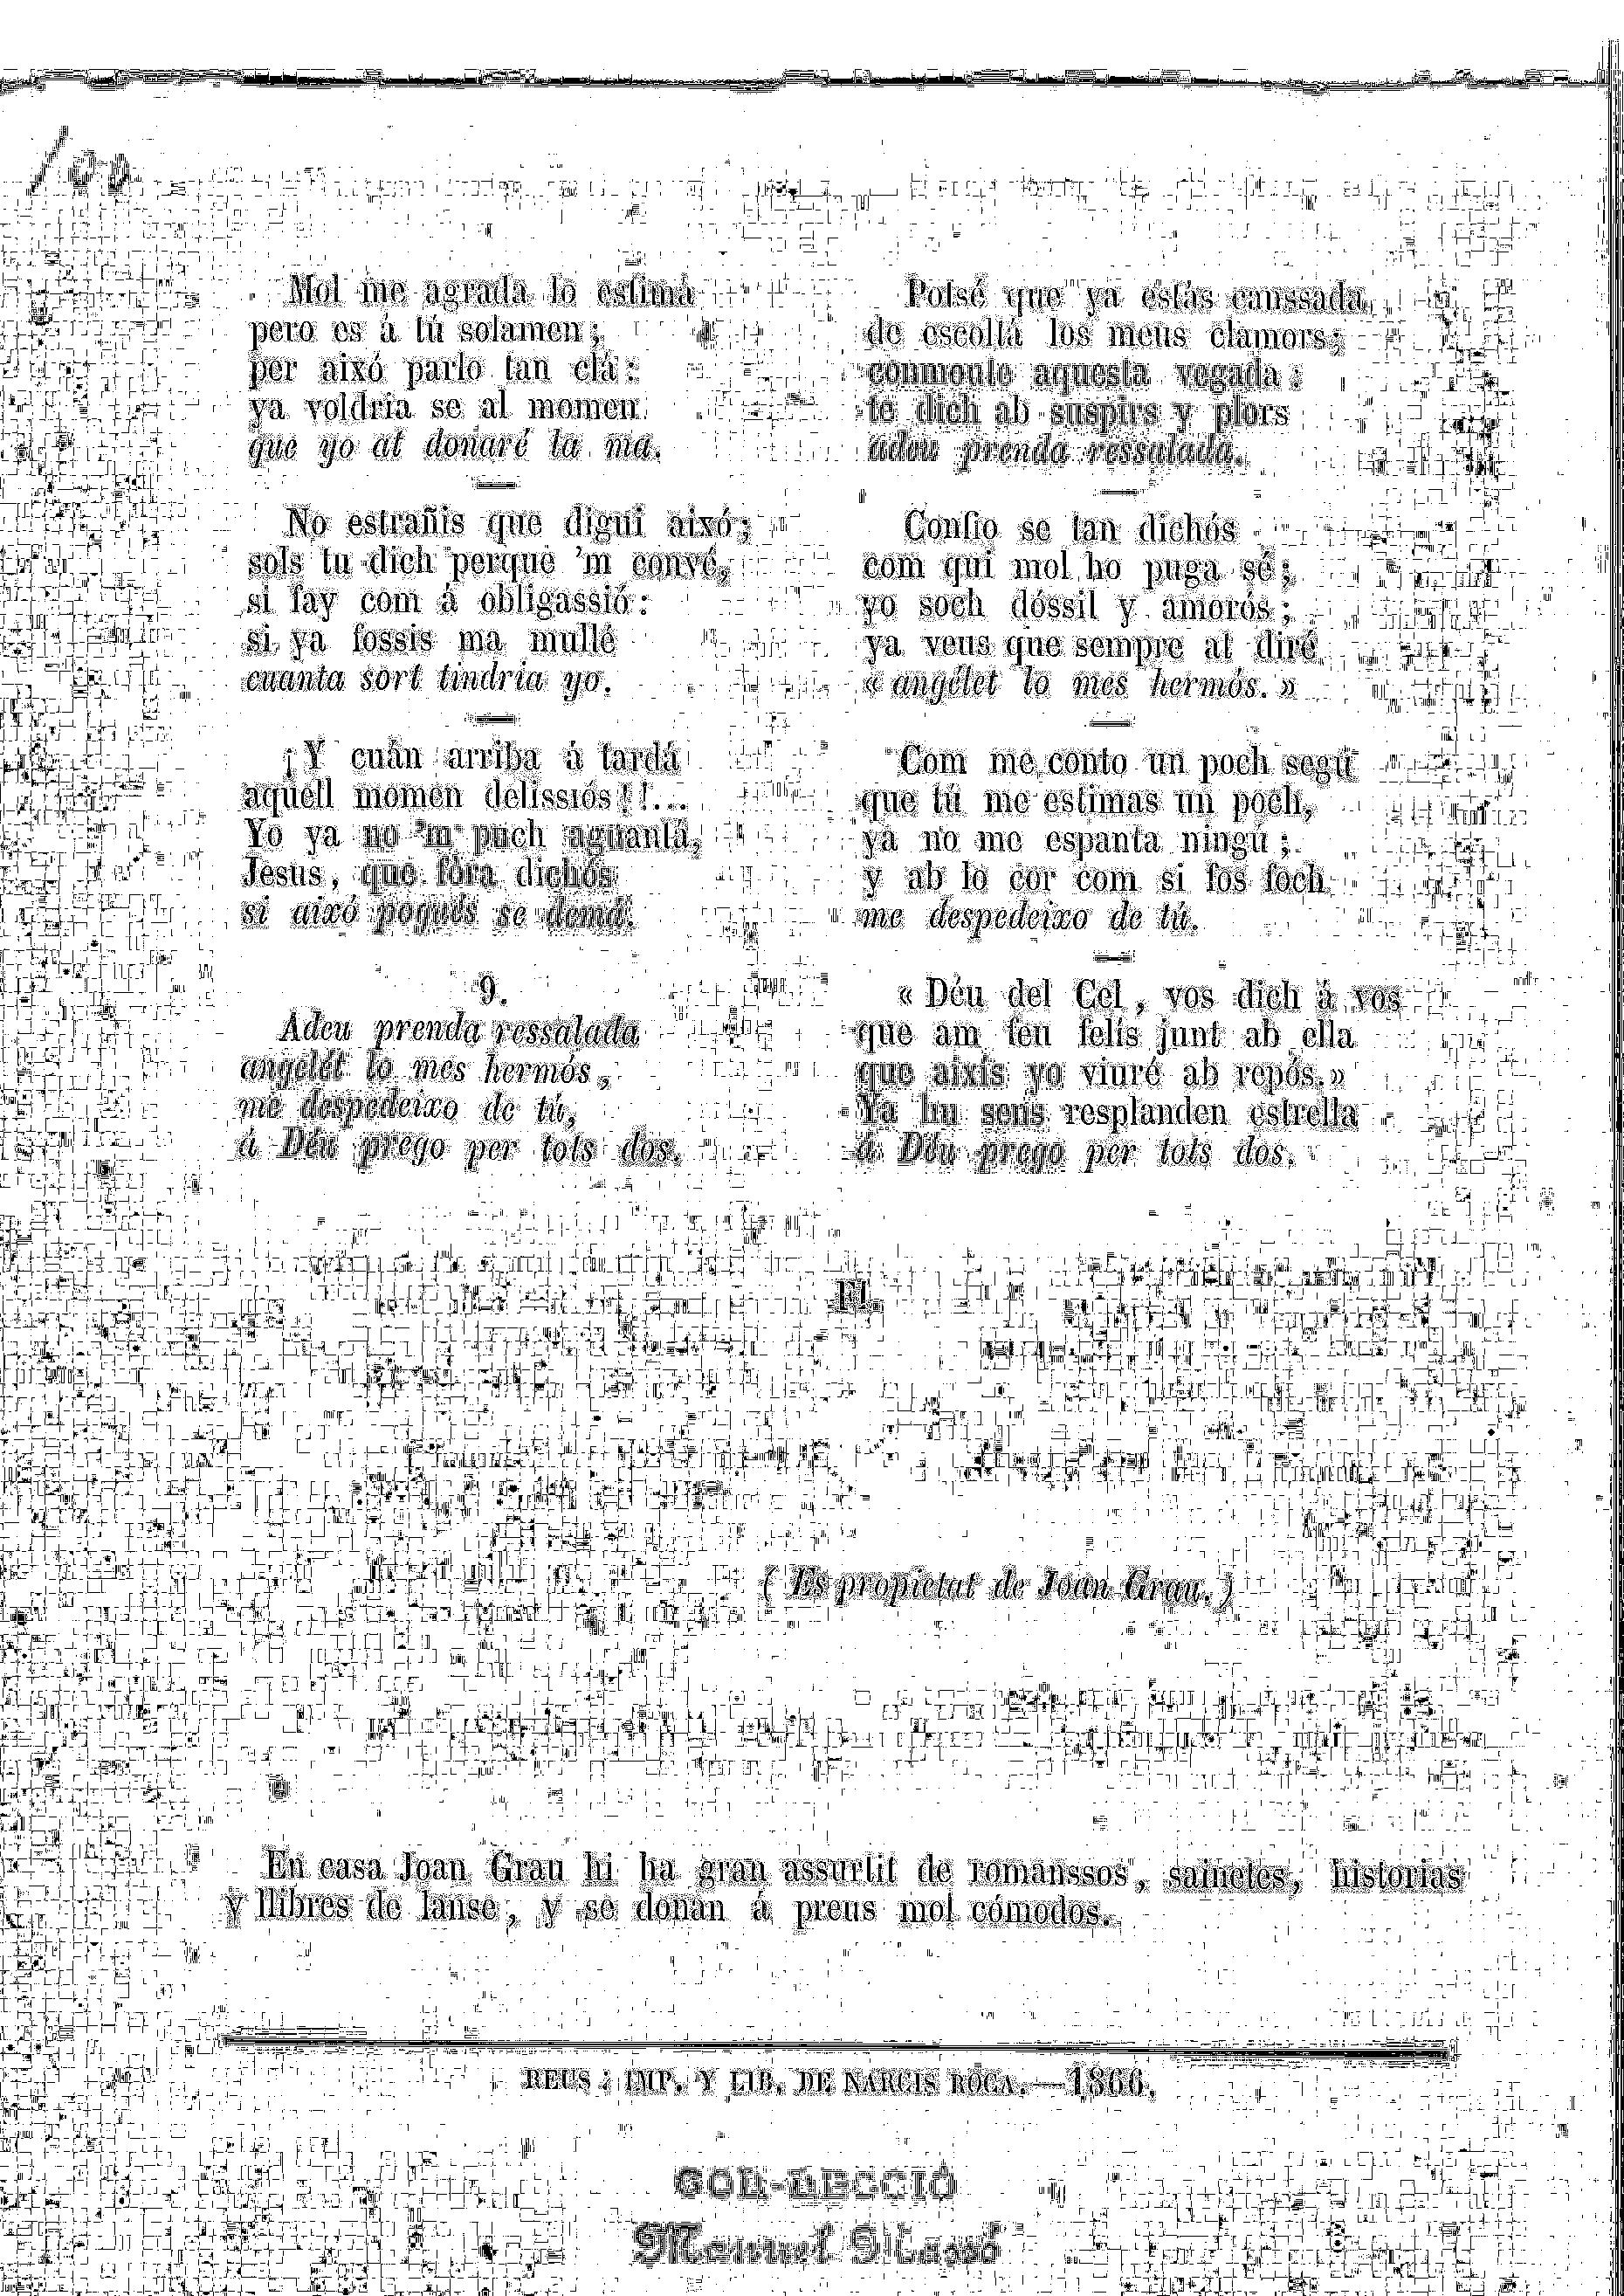 Mol me agrada lo estimá
pero es á tú solamen;
per aixó parlo tan clá:
ya voldria se al momen
que yo at donaré la ma.
No estrañis que digui aixó;
sols tu dich perque 'm convé,
si fay com á obligassió:
si ya fossis ma mullé
cuanta sort tindria yo.
¡Y cuán arriba á tardá
aquell momen delissiós!!...
Yo ya no 'm puch aguantá,
Jesus, que fora dichós
si aixó pogués se demá.
9.
Adeu prenda ressalada
angelét lo mes hermós,
me despedeixo de tú,
á Déu prego per tots dos.
Potsé que ya estás canssada
de escoltá los meus clamors;
conmoulo aquesta vegada:
te dich ab suspirs y plors
adeu prenda ressalada.
Confio se tan dichós
com qui mol ho puga sé;
yo soch dóssil y amorós;
ya veus que sempre at diré
«angélet lo mes hermós.»
Com me conto un poch segú
que tú me estimas un poch,
ya no me espanta ningú;
y ab lo cor com si fos foch
me despedeixo de tú.
«Déu del Cel, vos dich á vos
que am feu felis junt ab ella
que aixis yo viuré ab repós.»
Ya hu sens resplanden estrella
á Déu prego per tots dos.
(Es propietat de Joan Grau.)
En casa Joan Grau hi ha gran assurtit de romanssos, sainetes, historias
y llibres de lanse, y se donan á preus mol cómodos.
REUS: IMP. Y LIB. DE NARCIS ROCA.—1866.
COL-LECCIÓ
Manuel Massó